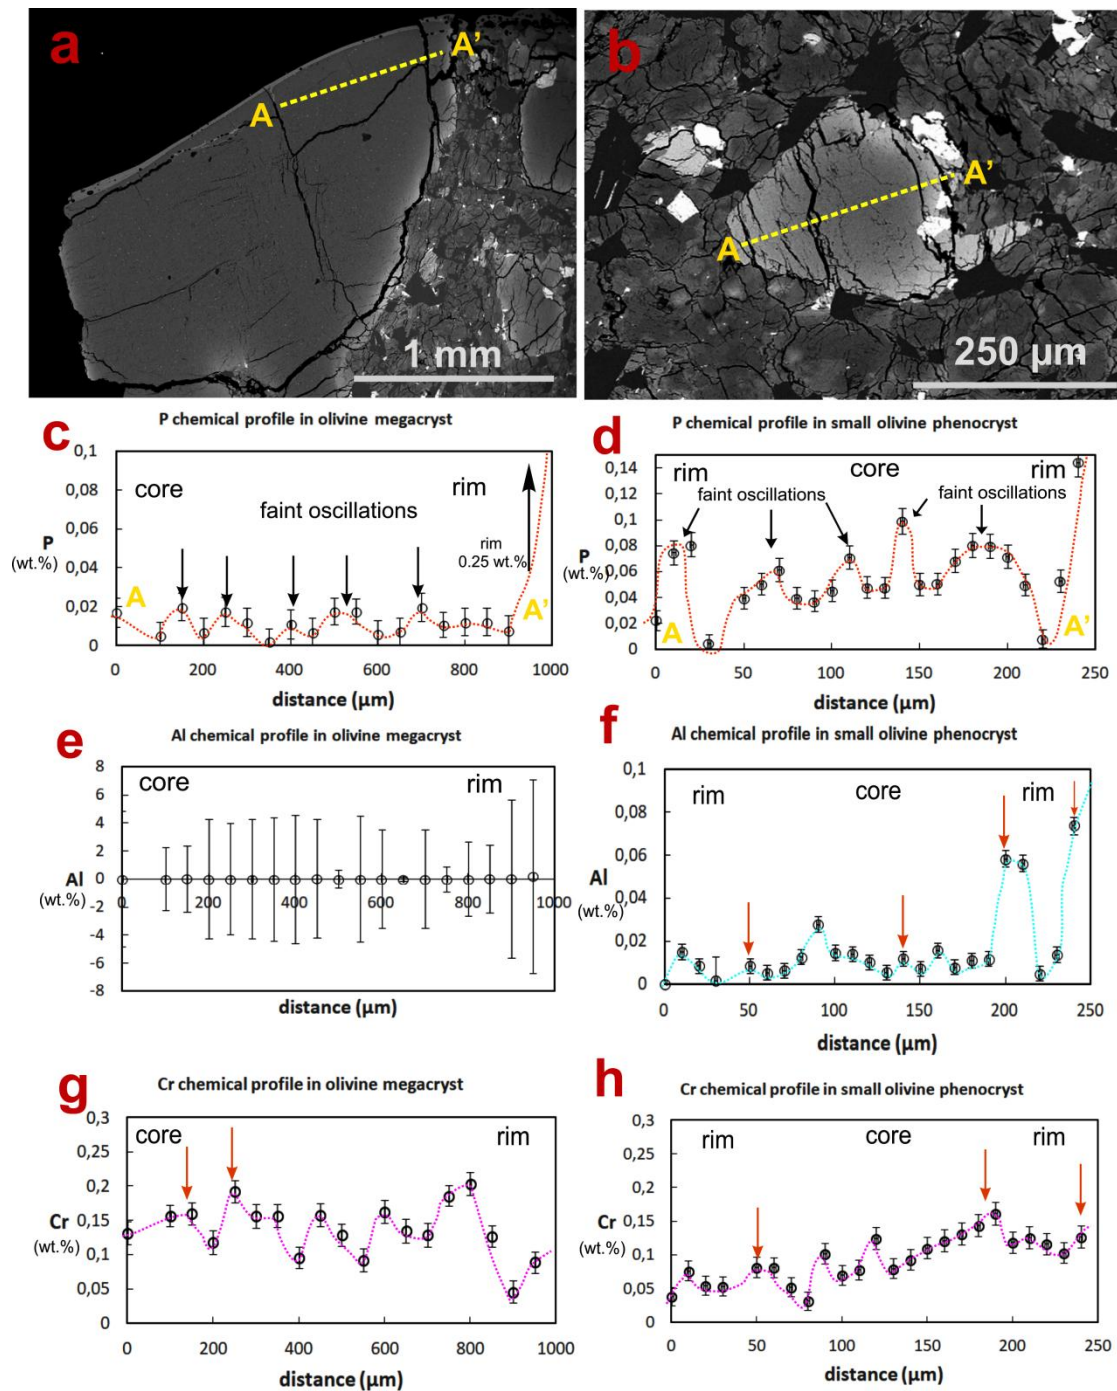 a
A
A'
1 mm
b
A
A'
250 µm
c
P chemical profile in olivine megacryst
0,1
0,08
0,06
P
(wt.%)
0,04
0,02
0
core
rim
faint oscillations
rim
0.25 wt.%
A
A'
0
200
400
600
800
1000
distance (µm)
d
P chemical profile in small olivine phenocryst
0,14
0,12
0,1
0,08
P
(wt.%)
0,06
0,04
0,02
0
rim
core
rim
faint oscillations
faint oscillations
A
A'
0
50
100
150
200
250
distance (µm)
e
Al chemical profile in olivine megacryst
8
6
4
2
Al
(wt.%)
0
-2
-4
-6
-8
core
rim
0
200
400
600
800
1000
distance (µm)
f
Al chemical profile in small olivine phenocryst
0,1
0,08
0,06
Al
(wt.%)
0,04
0,02
0
rim
core
rim
0
50
100
150
200
250
distance (µm)
g
Cr chemical profile in olivine megacryst
0,3
0,25
0,2
Cr
(wt.%)
0,15
0,1
0,05
0
core
rim
0
200
400
600
800
1000
distance (µm)
h
Cr chemical profile in small olivine phenocryst
0,3
0,25
0,2
Cr
(wt.%)
0,15
0,1
0,05
0
rim
core
rim
0
50
100
150
200
250
distance (µm)